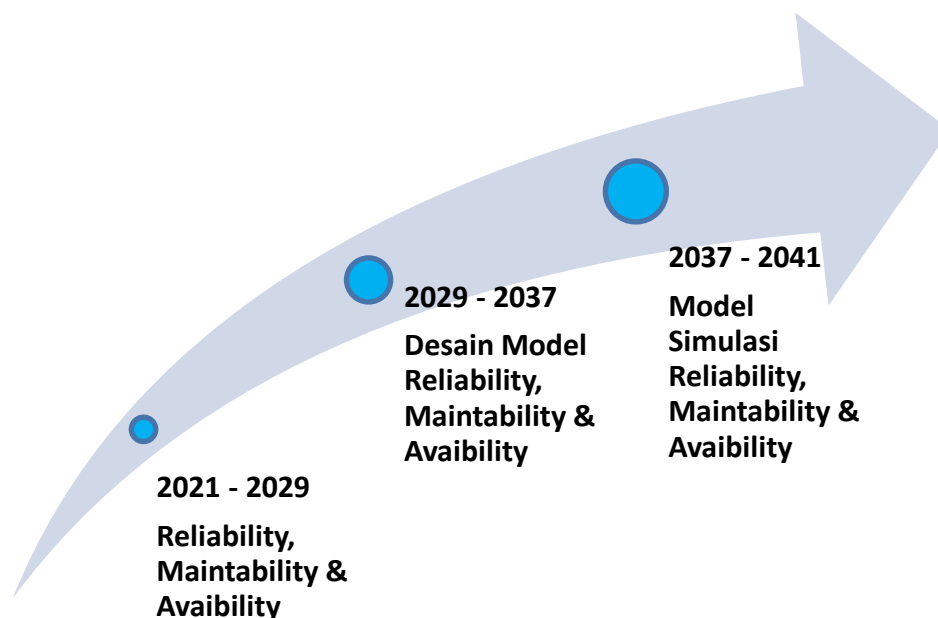 2021 - 2029
Reliability,
Maintability &
Avaibility
2029 - 2037
Desain Model
Reliability,
Maintability &
Avaibility
2037 - 2041
Model
Simulasi
Reliability,
Maintability &
Avaibility